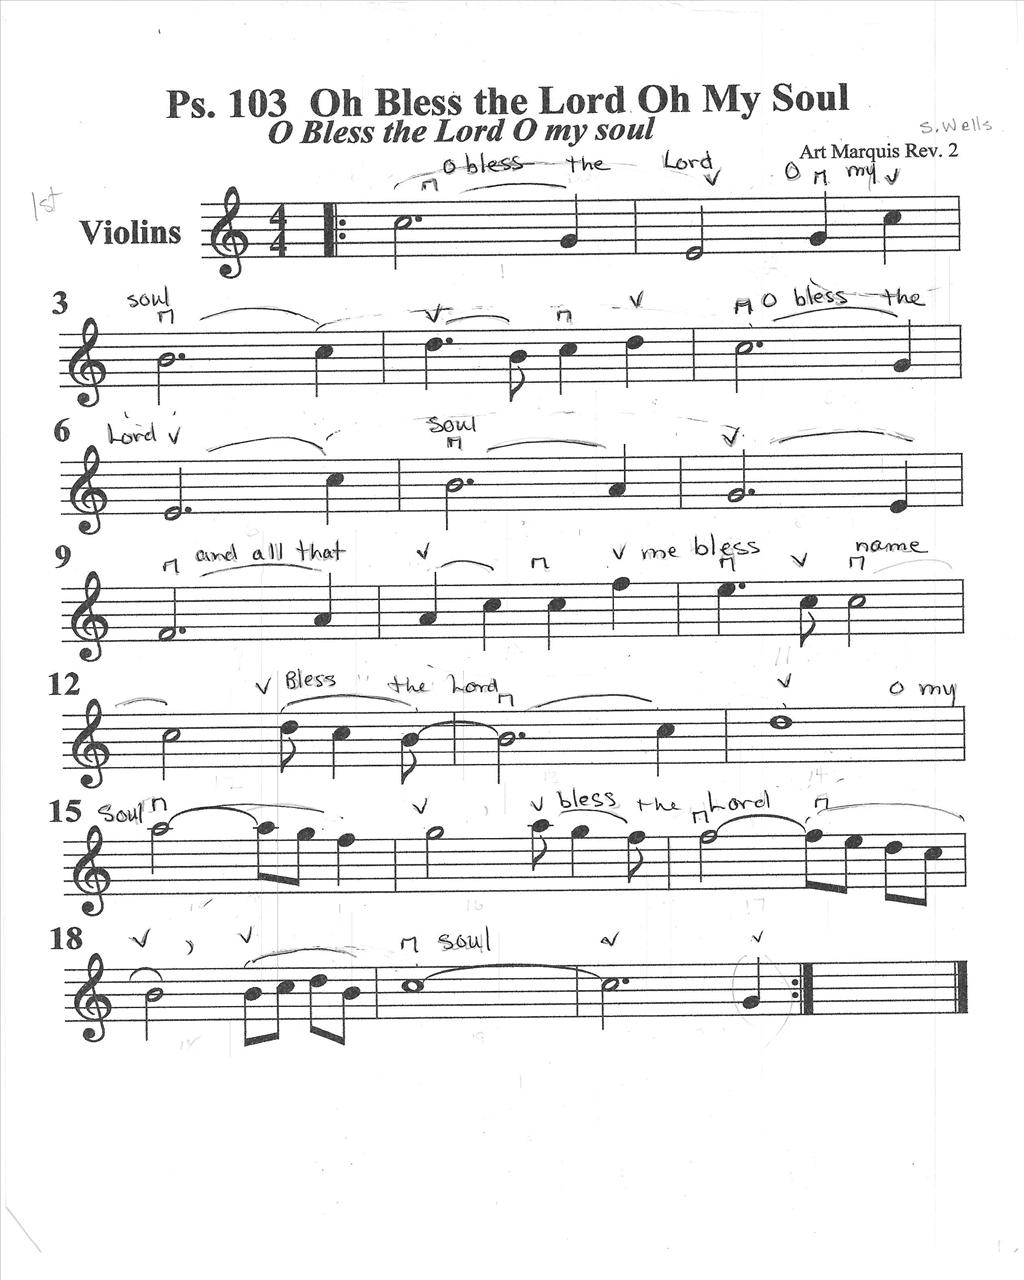 Ps. 103 Oh Bless the Lord Oh My Soul
O Bless the Lord O my soul
S. Wells
Art Marquis Rev. 2
O bless the Lord O my
1st
Violins
4
4
3 soul O bless the
6 Lord Soul
9 and all that me bless name
12 Bless the Lord O my
15 Soul bless the Lord
18 soul